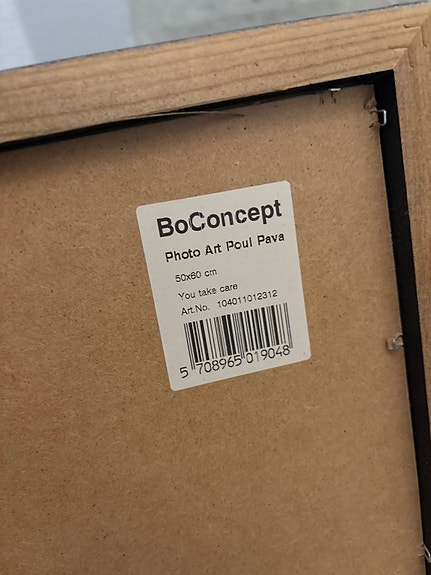 BoConcept
Photo Art Poul Pava
50x60 cm
You take care
Art.No. 104011012312
5 708965 019048